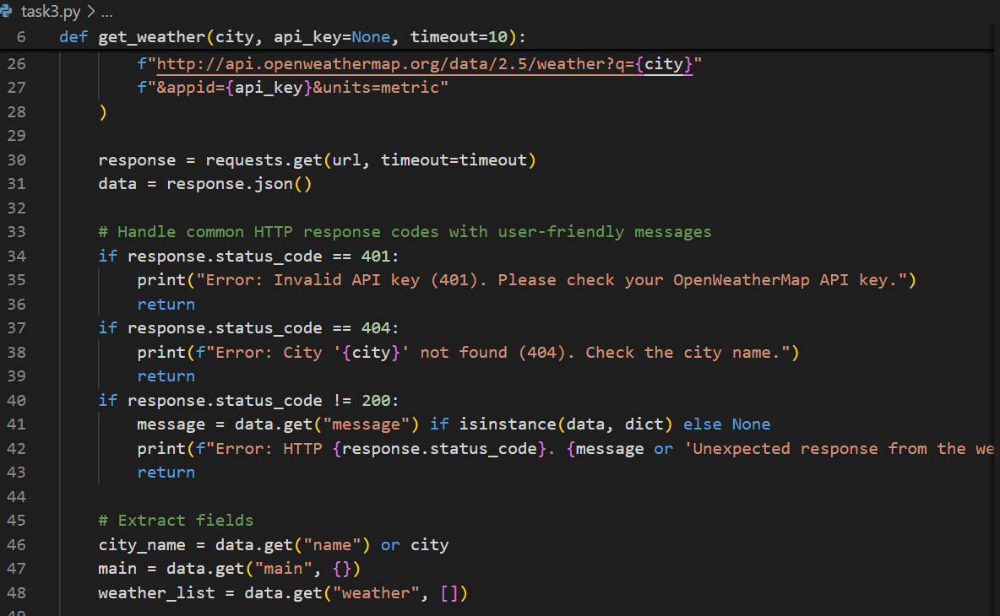 task3.py > ...
6 def get_weather(city, api_key=None, timeout=10):
26 f"http://api.openweathermap.org/data/2.5/weather?q={city}"
27 f"&appid={api_key}&units=metric"
28 )
29
30 response = requests.get(url, timeout=timeout)
31 data = response.json()
32
33 # Handle common HTTP response codes with user-friendly messages
34 if response.status_code == 401:
35 print("Error: Invalid API key (401). Please check your OpenWeatherMap API key.")
36 return
37 if response.status_code == 404:
38 print(f"Error: City '{city}' not found (404). Check the city name.")
39 return
40 if response.status_code != 200:
41 message = data.get("message") if isinstance(data, dict) else None
42 print(f"Error: HTTP {response.status_code}. {message or 'Unexpected response from the we
43 return
44
45 # Extract fields
46 city_name = data.get("name") or city
47 main = data.get("main", {})
48 weather_list = data.get("weather", [])
49